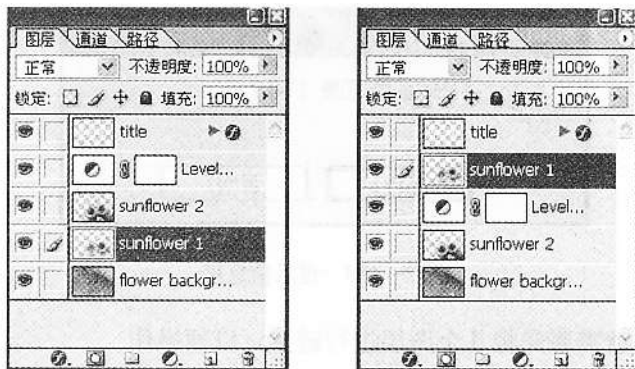 图层 通道 路径
正常 不透明度: 100%
锁定: 填充: 100%
title
Level...
sunflower 2
sunflower 1
flower backgr...
图层 通道 路径
正常 不透明度: 100%
锁定: 填充: 100%
title
sunflower 1
Level...
sunflower 2
flower backgr...